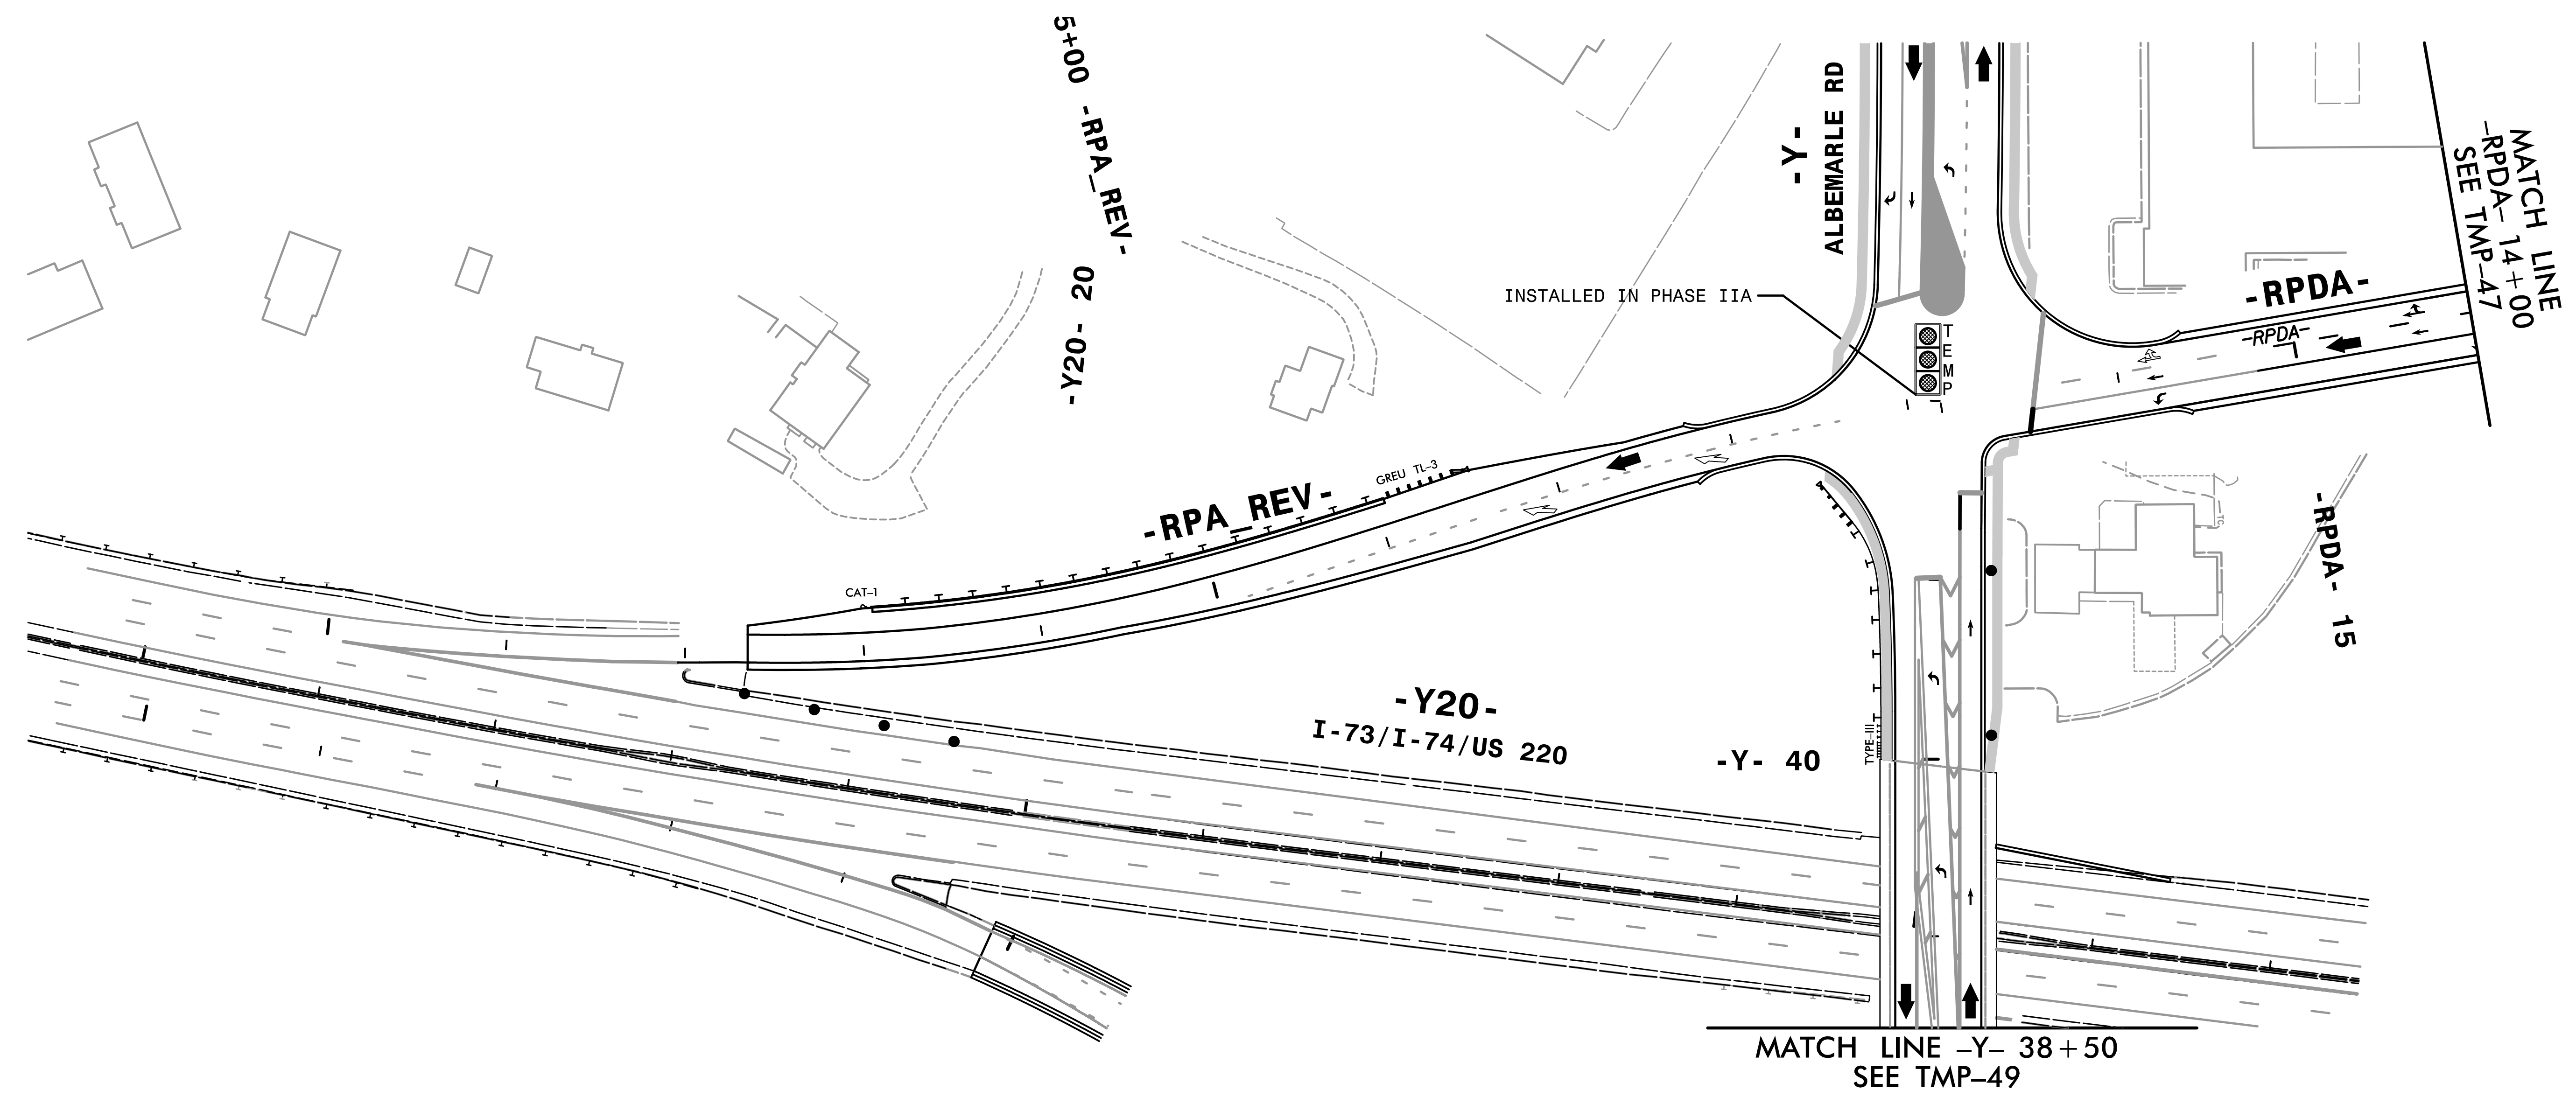 5+00 -RPA_REV-
-Y20- 20
-Y-
ALBEMARLE RD
INSTALLED IN PHASE IIA
T
E
M
P
-RPDA-
-RPDA-
MATCH LINE
-RPDA- 14+00
SEE TMP-47
GREU TL-3
-RPA_REV-
CAT-1
TC
-RPDA- 15
-Y20-
I-73/I-74/US 220
-Y- 40
TYPE-III
MATCH LINE -Y- 38+50
SEE TMP-49